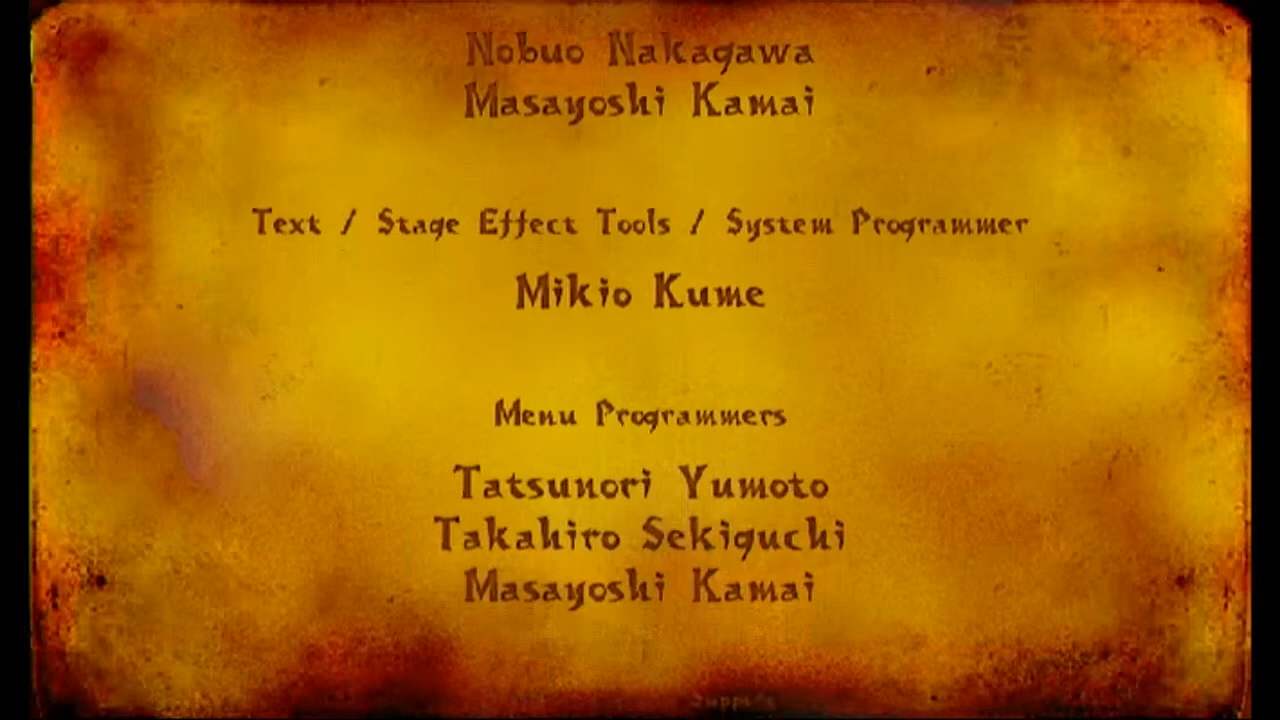 Nobuo Nakagawa
Masayoshi Kamai
Text / Stage Effect Tools / System Programmer
Mikio Kume
Menu Programmers
Tatsunori Yumoto
Takahiro Sekiguchi
Masayoshi Kamai